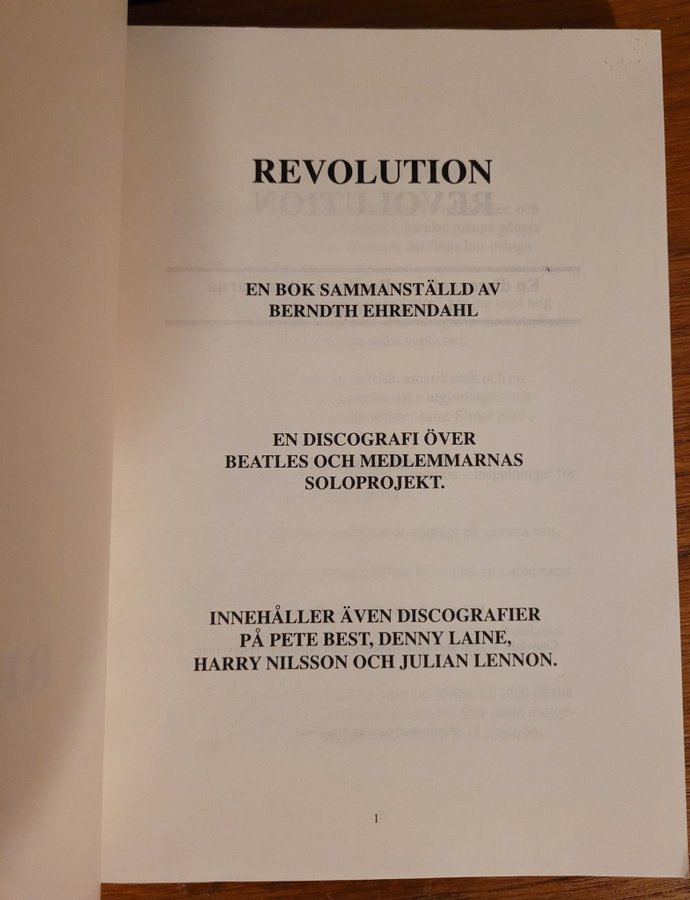 REVOLUTION
EN BOK SAMMANSTÄLLD AV
BERNDTH EHRENDAHL
EN DISCOGRAFI ÖVER
BEATLES OCH MEDLEMMARNAS
SOLOPROJEKT.
INNEHÅLLER ÄVEN DISCOGRAFIER
PÅ PETE BEST, DENNY LAINE,
HARRY NILSSON OCH JULIAN LENNON.
1